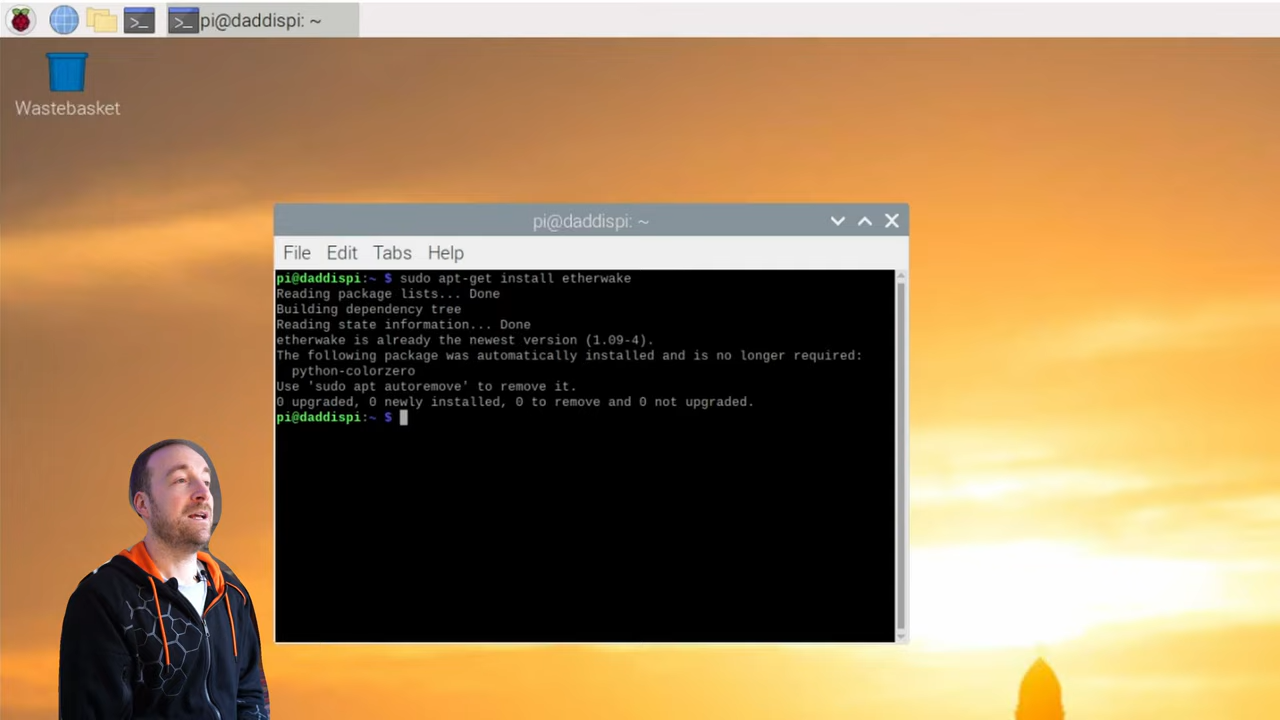 pi@daddispi: ~
Wastebasket
pi@daddispi: ~
File Edit Tabs Help
pi@daddispi:~ $ sudo apt-get install etherwake
Reading package lists... Done
Building dependency tree
Reading state information... Done
etherwake is already the newest version (1.09-4).
The following package was automatically installed and is no longer required:
  python-colorzero
Use 'sudo apt autoremove' to remove it.
0 upgraded, 0 newly installed, 0 to remove and 0 not upgraded.
pi@daddispi:~ $